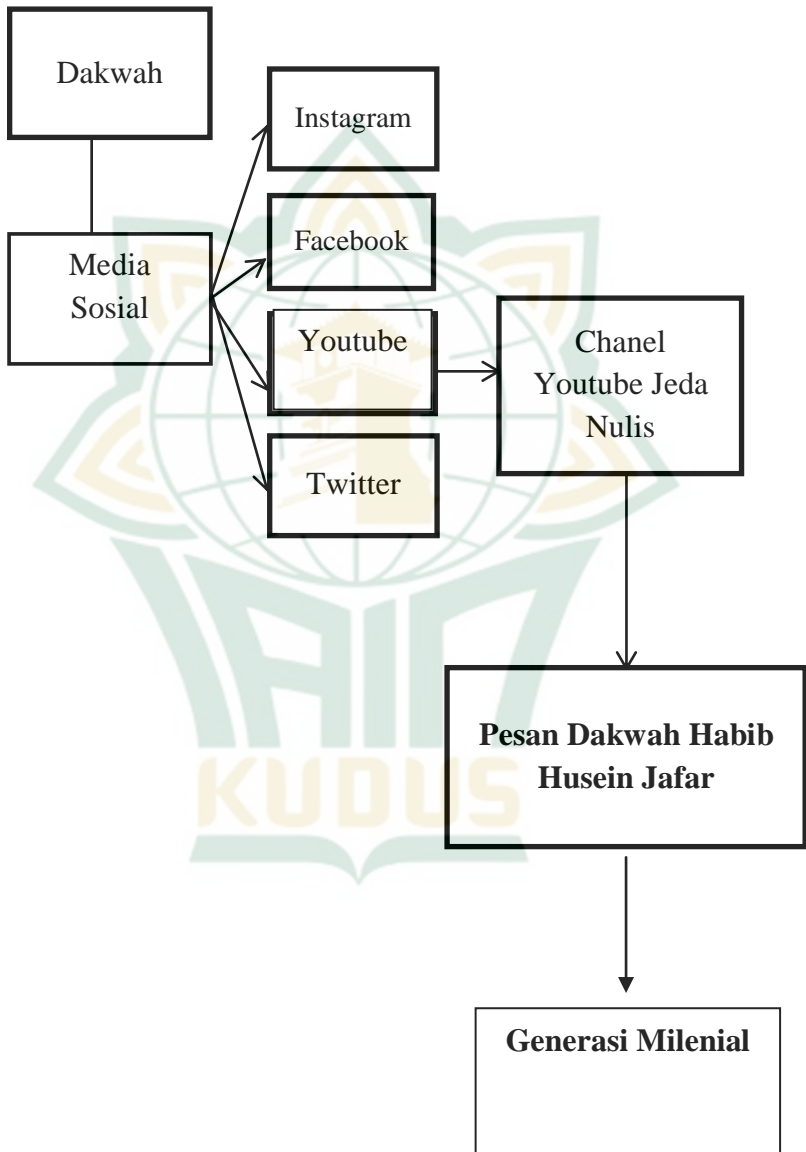 Dakwah
Media
Sosial
Instagram
Facebook
Youtube
Twitter
Chanel
Youtube Jeda
Nulis
Pesan Dakwah Habib
Husein Jafar
Generasi Milenial
IAIN
KUDUS